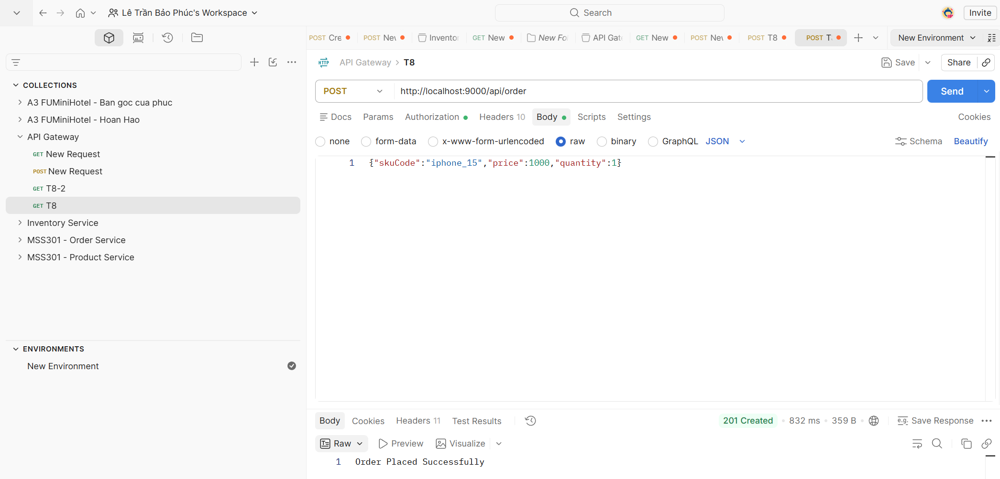 Lê Trần Bảo Phúc's Workspace
Search
Invite
POST Cre
POST Nev
Invento
GET New
New Fo
API Gat
GET New
POST Nev
POST T8
POST T
New Environment
COLLECTIONS
A3 FUMiniHotel - Ban goc cua phuc
A3 FUMiniHotel - Hoan Hao
API Gateway
GET New Request
POST New Request
GET T8-2
GET T8
Inventory Service
MSS301 - Order Service
MSS301 - Product Service
ENVIRONMENTS
New Environment
HTTP API Gateway > T8
Save
Share
POST http://localhost:9000/api/order
Send
Docs Params Authorization Headers 10 Body Scripts Settings
Cookies
none form-data x-www-form-urlencoded raw binary GraphQL JSON
Schema Beautify
1 {"skuCode":"iphone_15","price":1000,"quantity":1}
Body Cookies Headers 11 Test Results
201 Created • 832 ms • 359 B • e.g. Save Response
Raw Preview Visualize
1 Order Placed Successfully